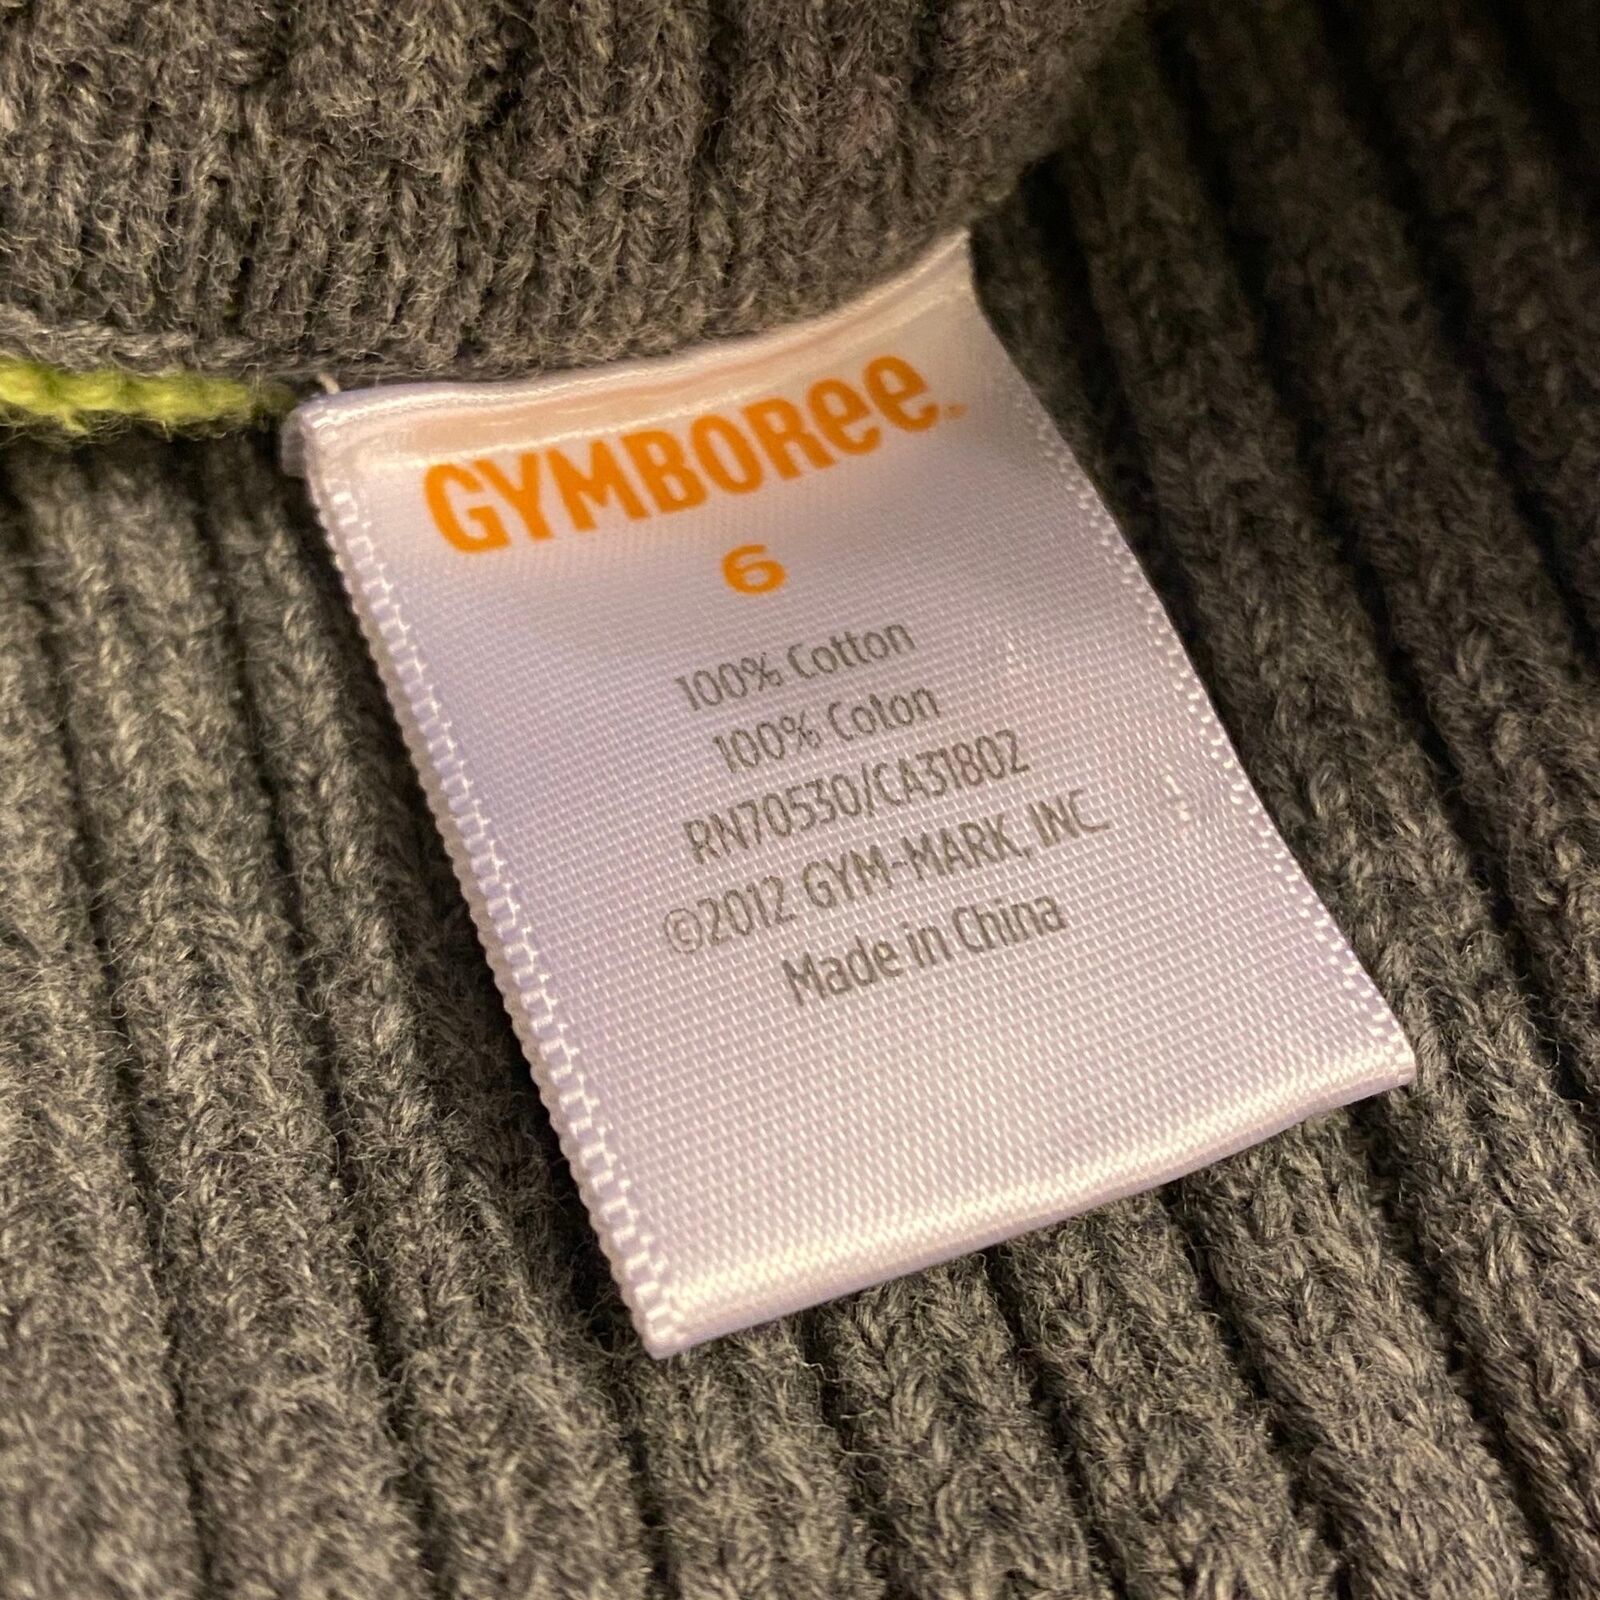 GYMBORee
6
100% Cotton
100% Coton
RN70530/CA31802
©2012 GYM-MARK, INC.
Made in China